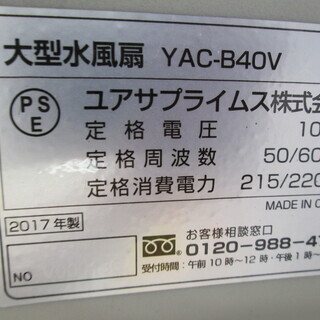 大型水風扇 YAC-B40V
PS
E
ユアサプライムス株式会
定格電圧 10
定格周波数 50/60
定格消費電力 215/220
MADE IN C
2017年製
お客様相談窓口
0120-988-4
受付時間:午前10時~12時・午後1時~
NO